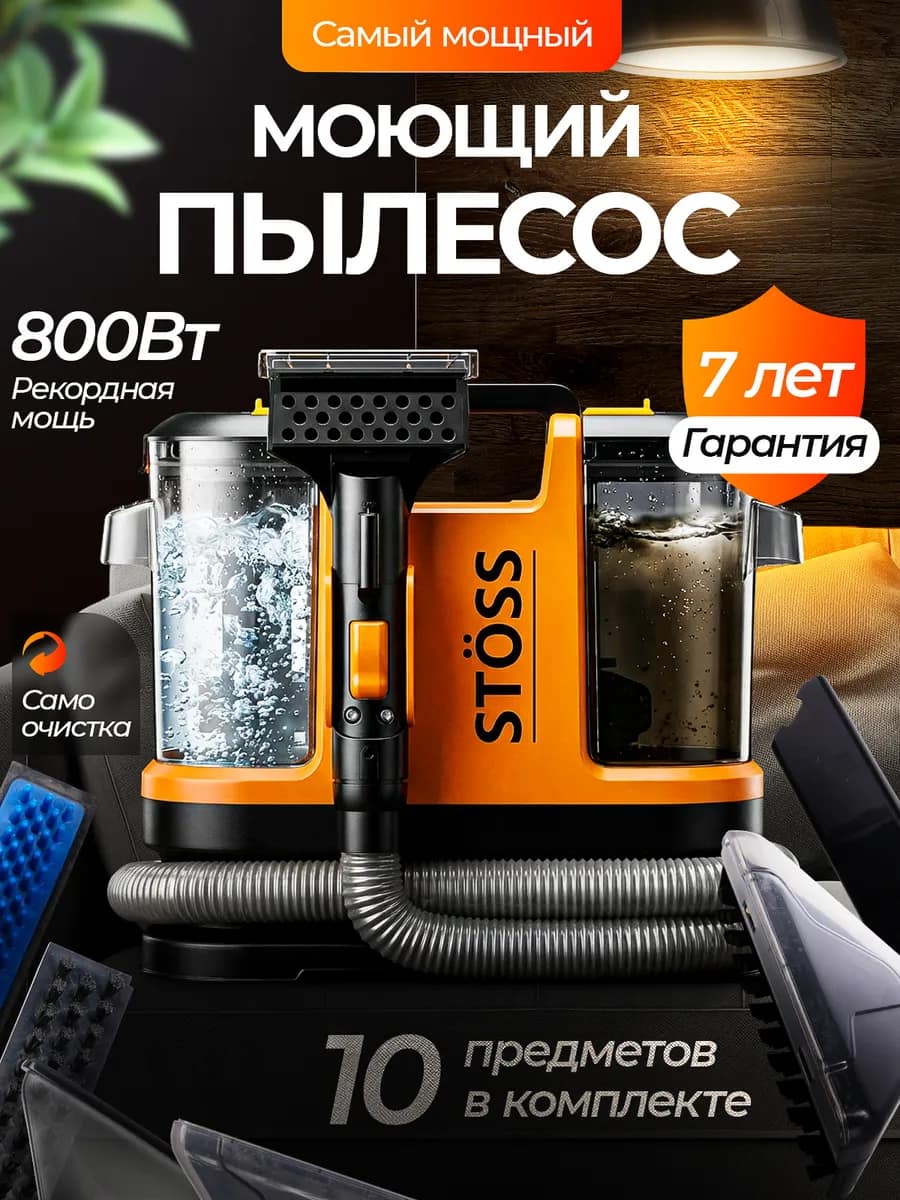 Самый мощный
МОЮЩИЙ
ПЫЛЕСОС
800Вт
Рекордная
мощь
7 лет
Гарантия
STÖSS
Само
очистка
10
предметов
в комплекте